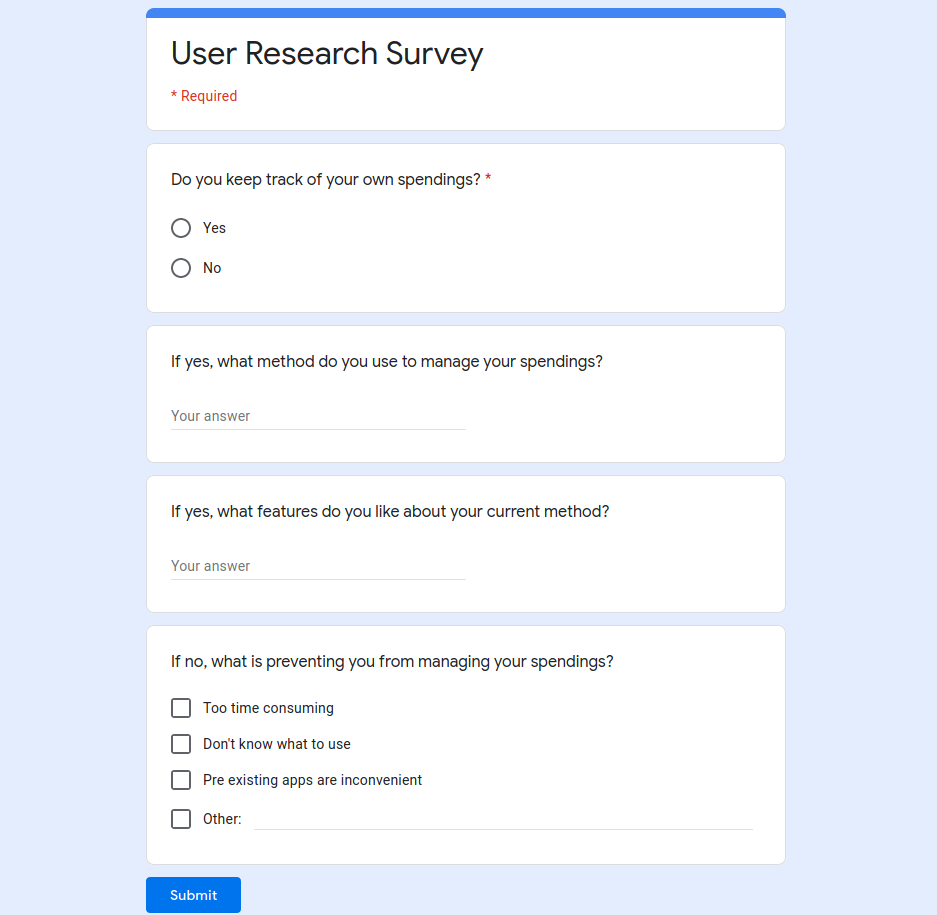 User Research Survey
* Required
Do you keep track of your own spendings? *
Yes
No
If yes, what method do you use to manage your spendings?
Your answer
If yes, what features do you like about your current method?
Your answer
If no, what is preventing you from managing your spendings?
Too time consuming
Don't know what to use
Pre existing apps are inconvenient
Other:
Submit